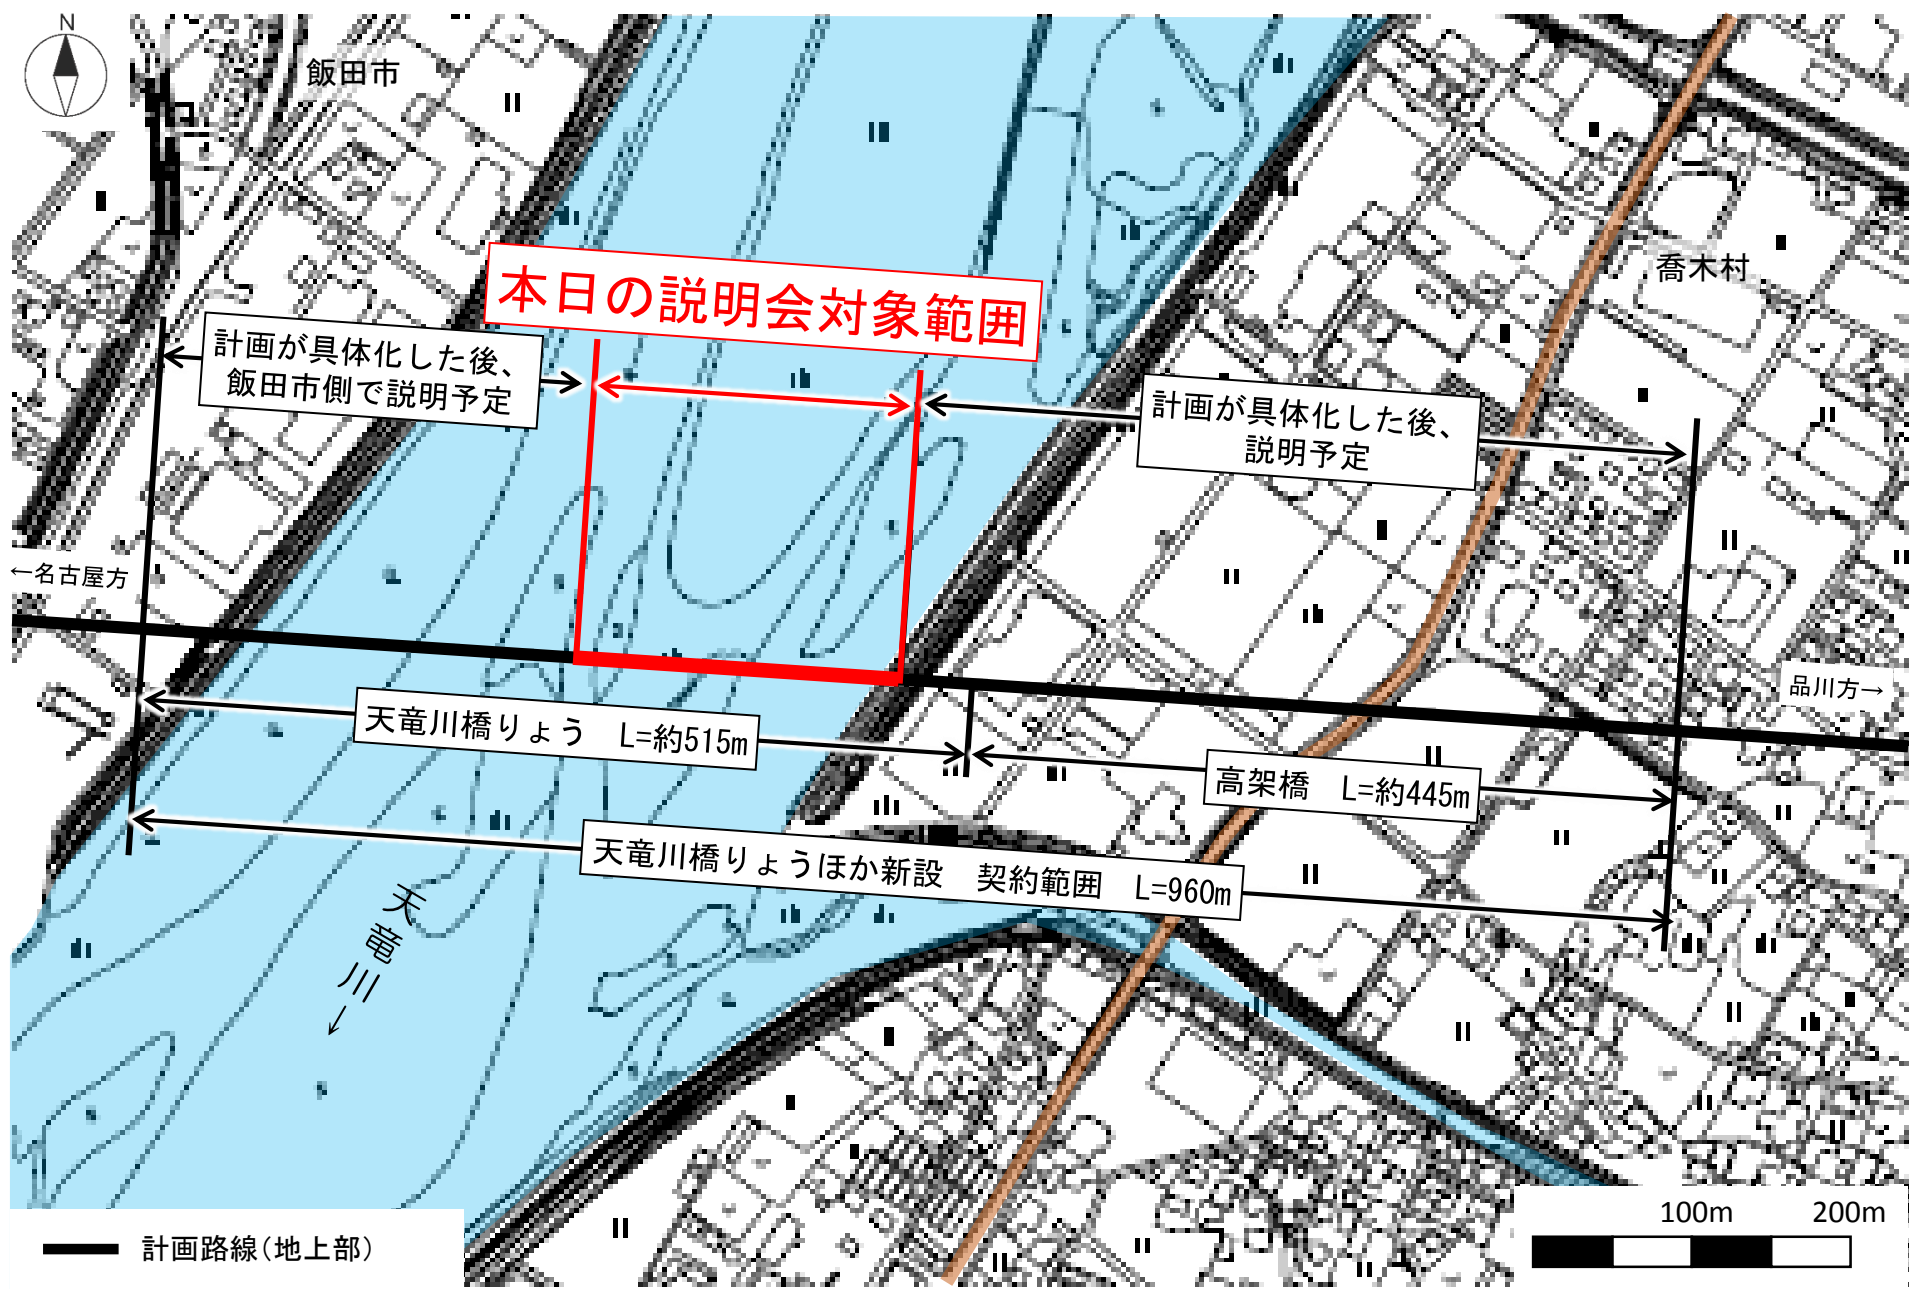 N
飯田市
喬木村
本日の説明会対象範囲
計画が具体化した後、
飯田市側で説明予定
計画が具体化した後、
説明予定
←名古屋方
品川方→
天竜川橋りょう　L=約515m
高架橋　L=約445m
天竜川橋りょうほか新設　契約範囲　L=960m
天竜川→
計画路線(地上部)
100m 200m